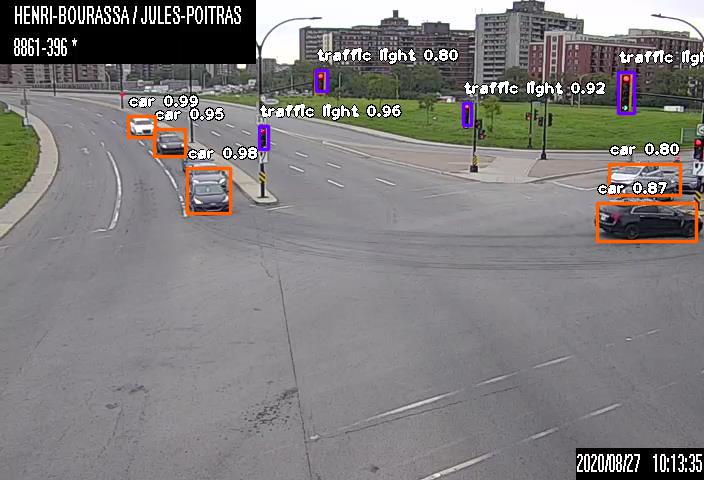 HENRI-BOURASSA / JULES-POITRAS
8861-396 *
traffic light 0.80
traffic ligh
traffic light 0.92
car 0.99
car 0.95
traffic light 0.96
car 0.98
car 0.80
car 0.87
2020/08/27 10:13:35